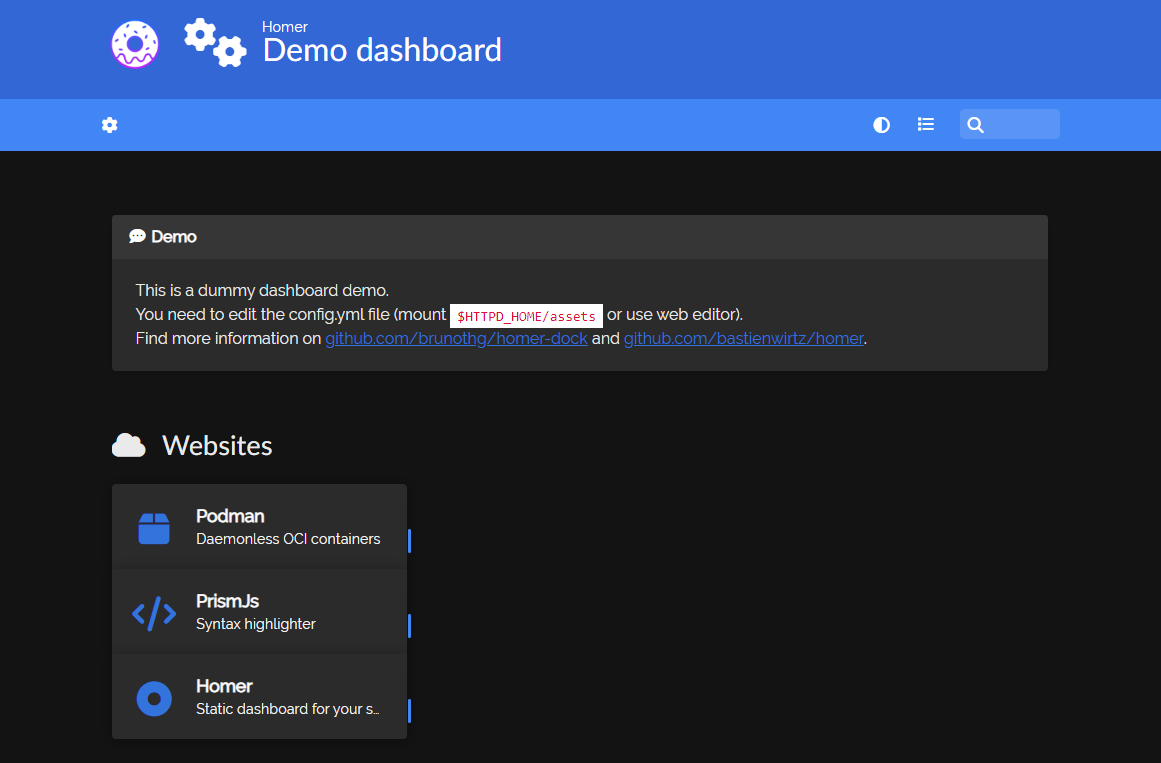 Homer
Demo dashboard
Demo
This is a dummy dashboard demo.
You need to edit the config.yml file (mount $HTTPD_HOME/assets or use web editor).
Find more information on github.com/brunothg/homer-dock and github.com/bastienwirtz/homer.
Websites
Podman
Daemonless OCI containers
PrismJs
Syntax highlighter
Homer
Static dashboard for your s...